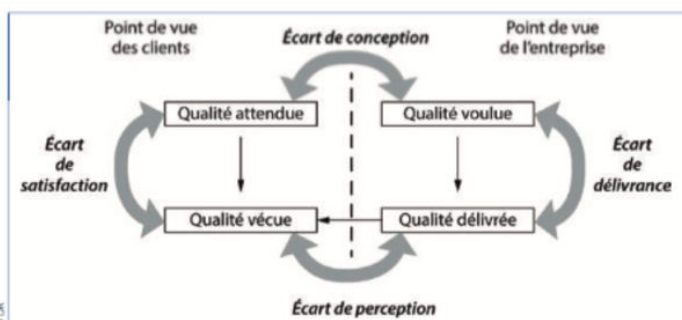 Point de vue
des clients
Écart de conception
Point de vue
de l'entreprise
Qualité attendue
Qualité voulue
Écart
de
satisfaction
Écart
de
délivrance
Qualité vécue
Qualité délivrée
Écart de perception